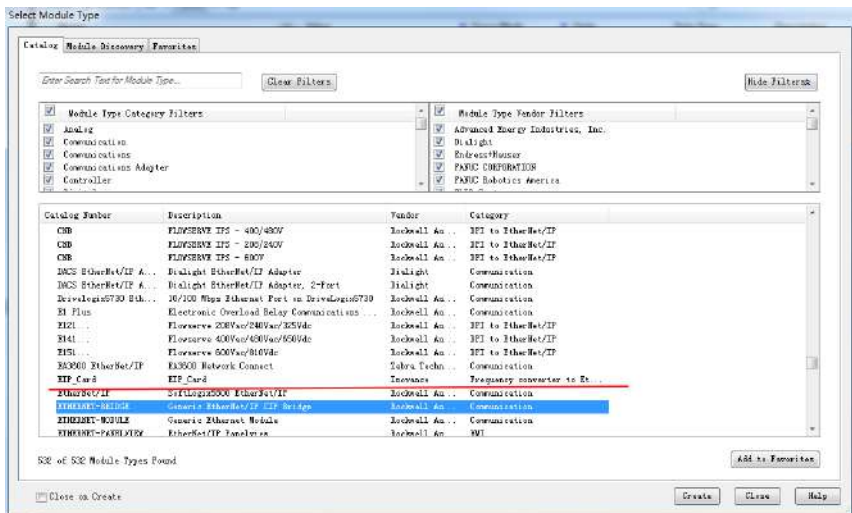 Select Module Type
Catalog Module Discovery Favorites
Enter Search Text for Module Type... Clear Filters Hide Filters
Module Type Category Filters Module Type Vendor Filters
Analog Advanced Energy Industries, Inc.
Communication Dialight
Communications Endress+Hauser
Communications Adapter FANUC CORPORATION
Controller FANUC Robotics America
Catalog Number Description Vendor Category
CNB FLOWSERVE IPS - 400/480V Rockwell Au... DPI to EtherNet/IP
CNB FLOWSERVE IPS - 208/240V Rockwell Au... DPI to EtherNet/IP
CNB FLOWSERVE IPS - 600V Rockwell Au... DPI to EtherNet/IP
DACS EtherNet/IP A... Dialight EtherNet/IP Adapter Dialight Communication
DACS EtherNet/IP A... Dialight EtherNet/IP Adapter, 2-Port Dialight Communication
DriveLogix5730 Eth... 10/100 Mbps Ethernet Port on DriveLogix5730 Rockwell Au... Communication
E1 Plus Electronic Overload Relay Communications ... Rockwell Au... Communication
E121... Flowserve 208Vac/240Vac/325Vdc Rockwell Au... DPI to EtherNet/IP
E141... Flowserve 400Vac/480Vac/650Vdc Rockwell Au... DPI to EtherNet/IP
E151... Flowserve 600Vac/810Vdc Rockwell Au... DPI to EtherNet/IP
EA3600 EtherNet/IP EA3600 Network Connect Zebra Techn... Communication
EIP_Card EIP_Card Inovance Frequency converter to Et...
EtherNet/IP SoftLogix5800 EtherNet/IP Rockwell Au... Communication
ETHERNET-BRIDGE Generic EtherNet/IP CIP Bridge Rockwell Au... Communication
ETHERNET-MODULE Generic Ethernet Module Rockwell Au... Communication
ETHERNET-PANELVIEW EtherNet/IP Panelview Rockwell Au... HMI
532 of 532 Module Types Found Add to Favorites
Close on Create Create Close Help